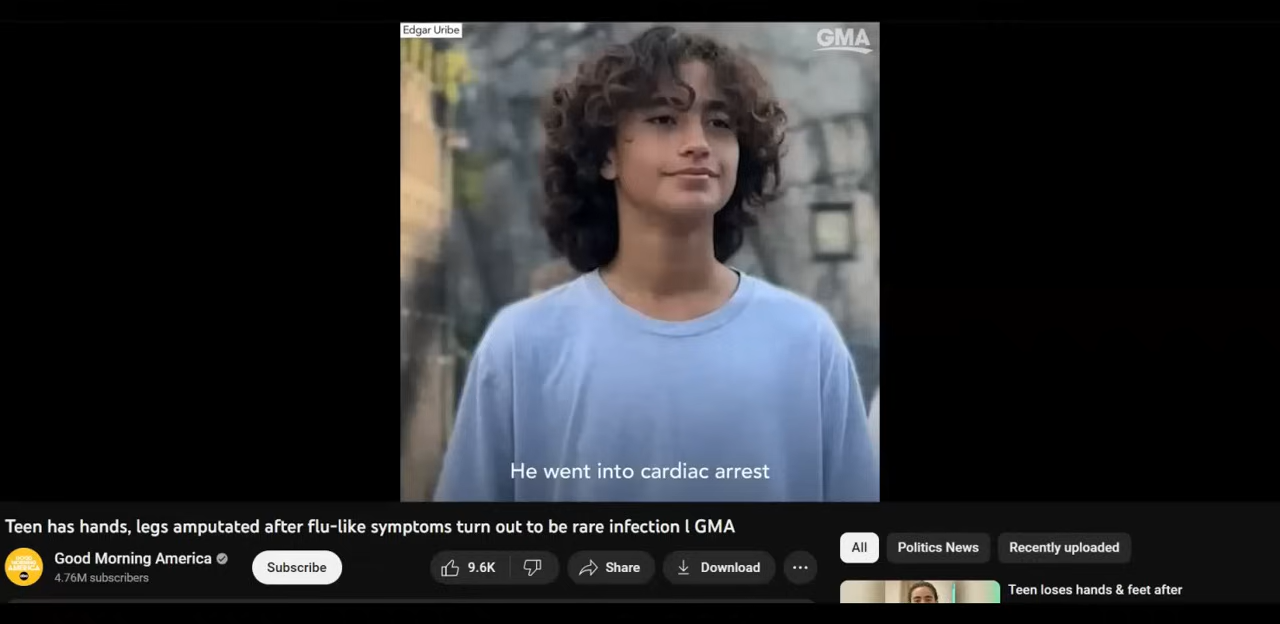 Edgar Uribe
GMA
He went into cardiac arrest
Teen has hands, legs amputated after flu-like symptoms turn out to be rare infection l GMA
Good Morning America
4.76M subscribers
Subscribe
9.6K
Share
Download
All
Politics News
Recently uploaded
Teen loses hands & feet after